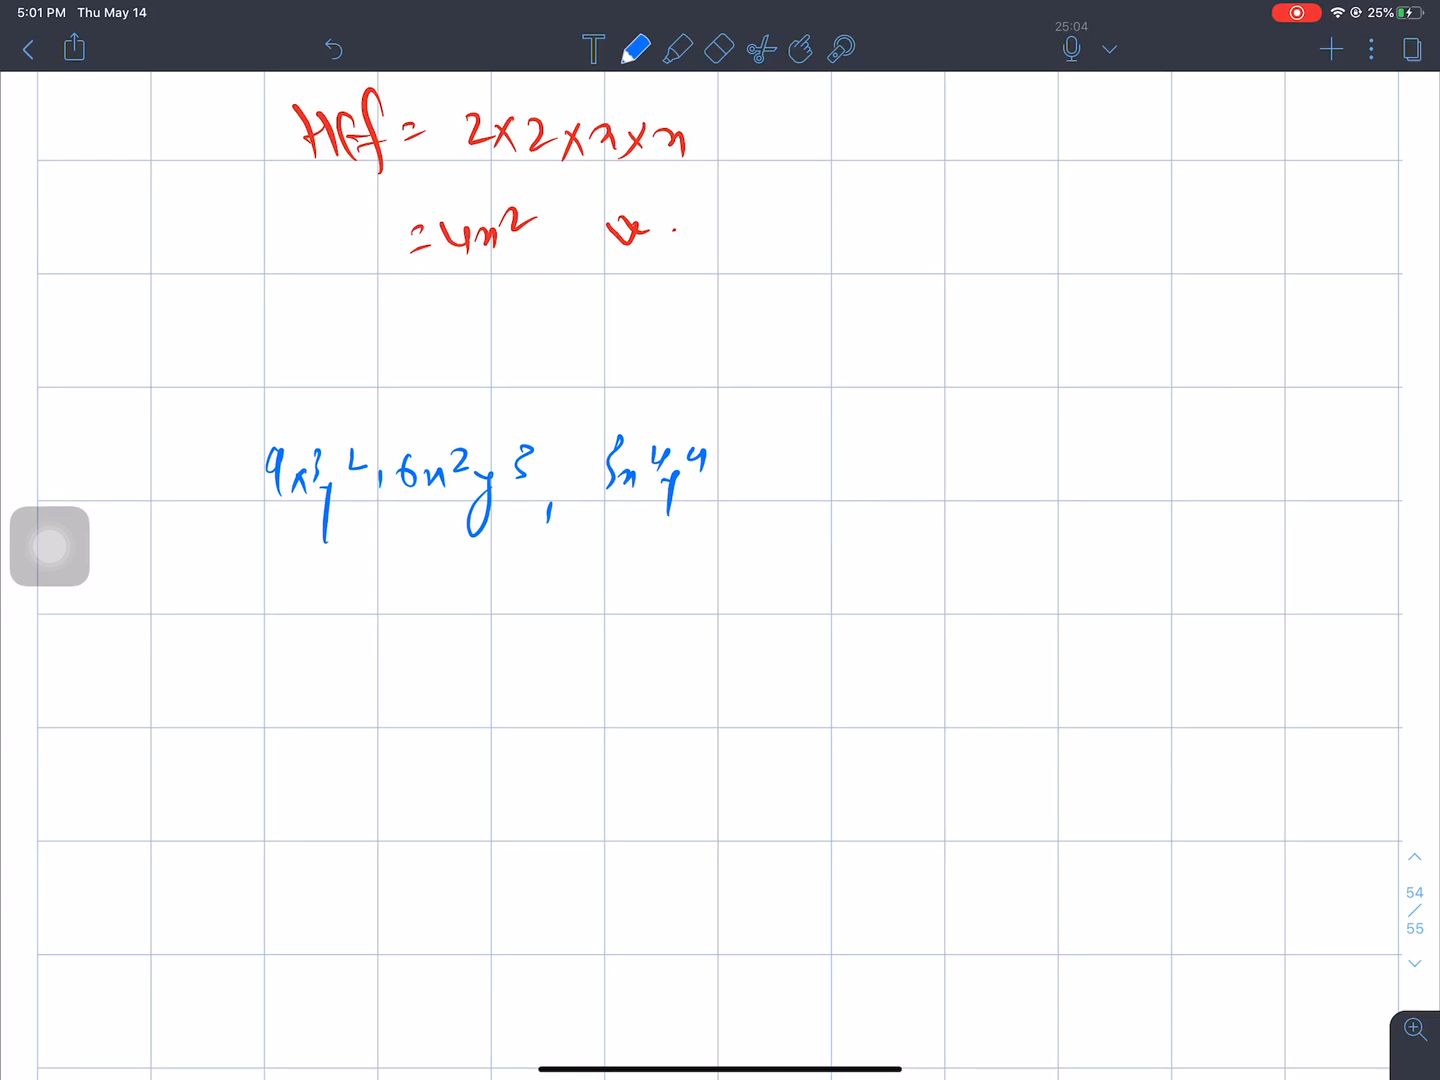 5:01 PM Thu May 14
25%
25:04
HCf = 2×2×x×x
= 4x²
9x³y², 6x²y³, 3x⁴y⁴
54
/
55